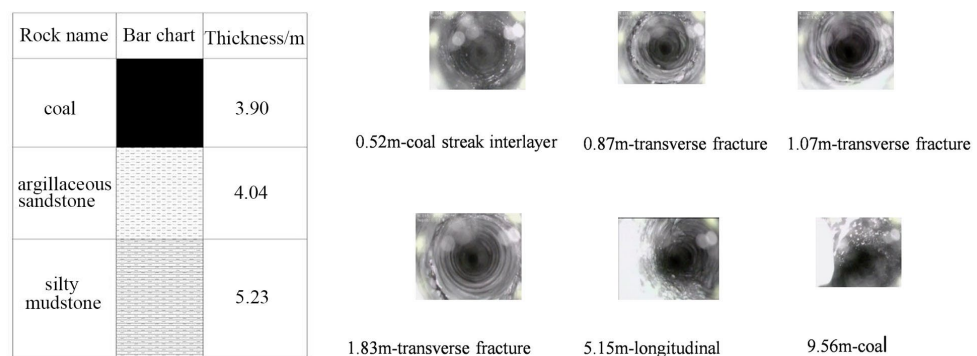 Rock name Bar chart Thickness/m
coal 3.90
argillaceous
sandstone 4.04
silty
mudstone 5.23
0.52m-coal streak interlayer 0.87m-transverse fracture 1.07m-transverse fracture
1.83m-transverse fracture 5.15m-longitudinal 9.56m-coal